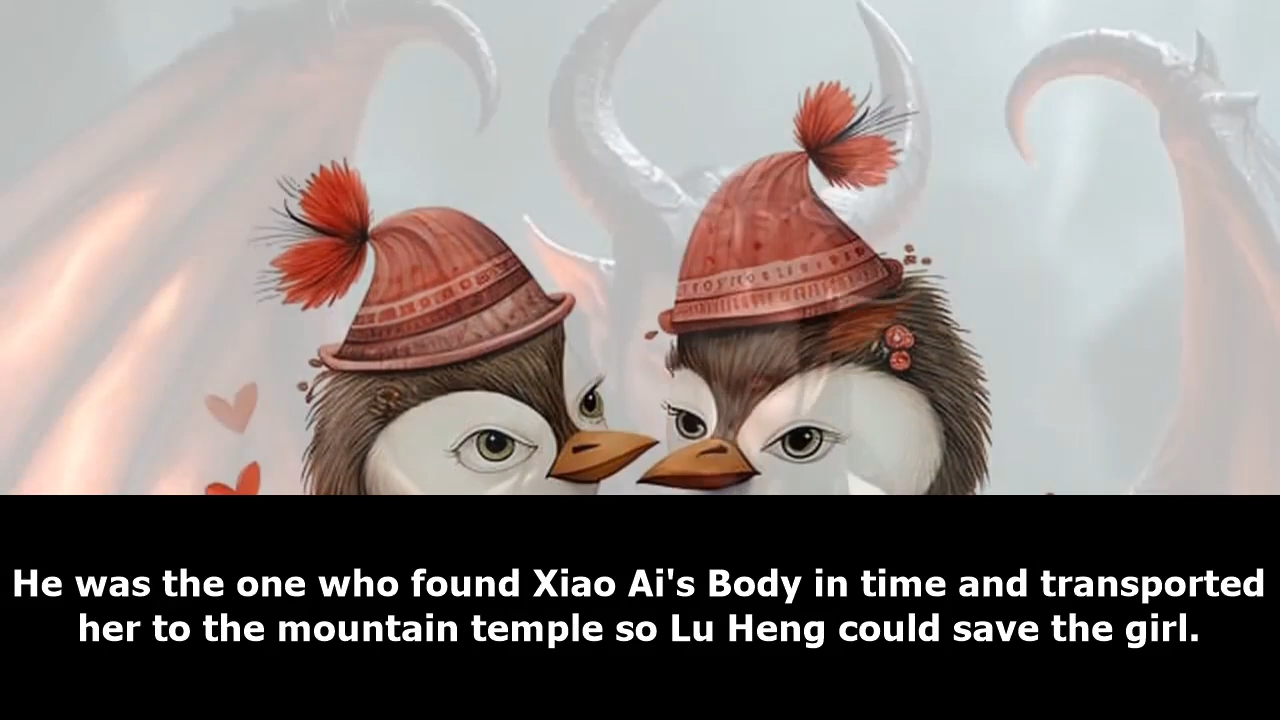 He was the one who found Xiao Ai's Body in time and transported
her to the mountain temple so Lu Heng could save the girl.